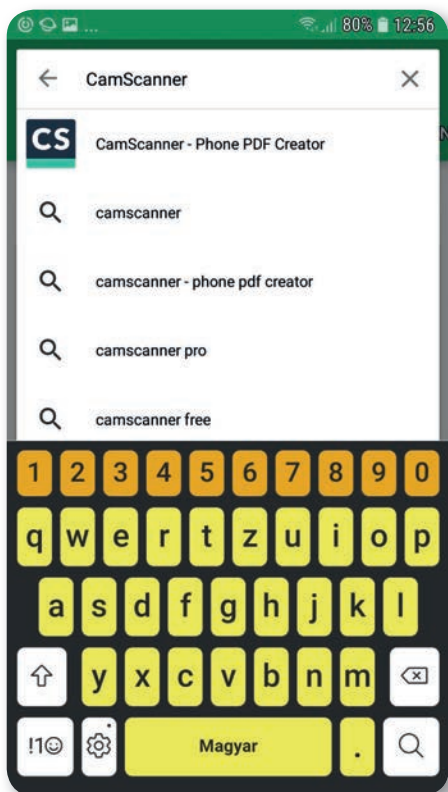 ... 80% 12:56
CamScanner
CS CamScanner - Phone PDF Creator
camscanner
camscanner - phone pdf creator
camscanner pro
camscanner free
1 2 3 4 5 6 7 8 9 0
q w e r t z u i o p
a s d f g h j k l
y x c v b n m
!1☺ Magyar .